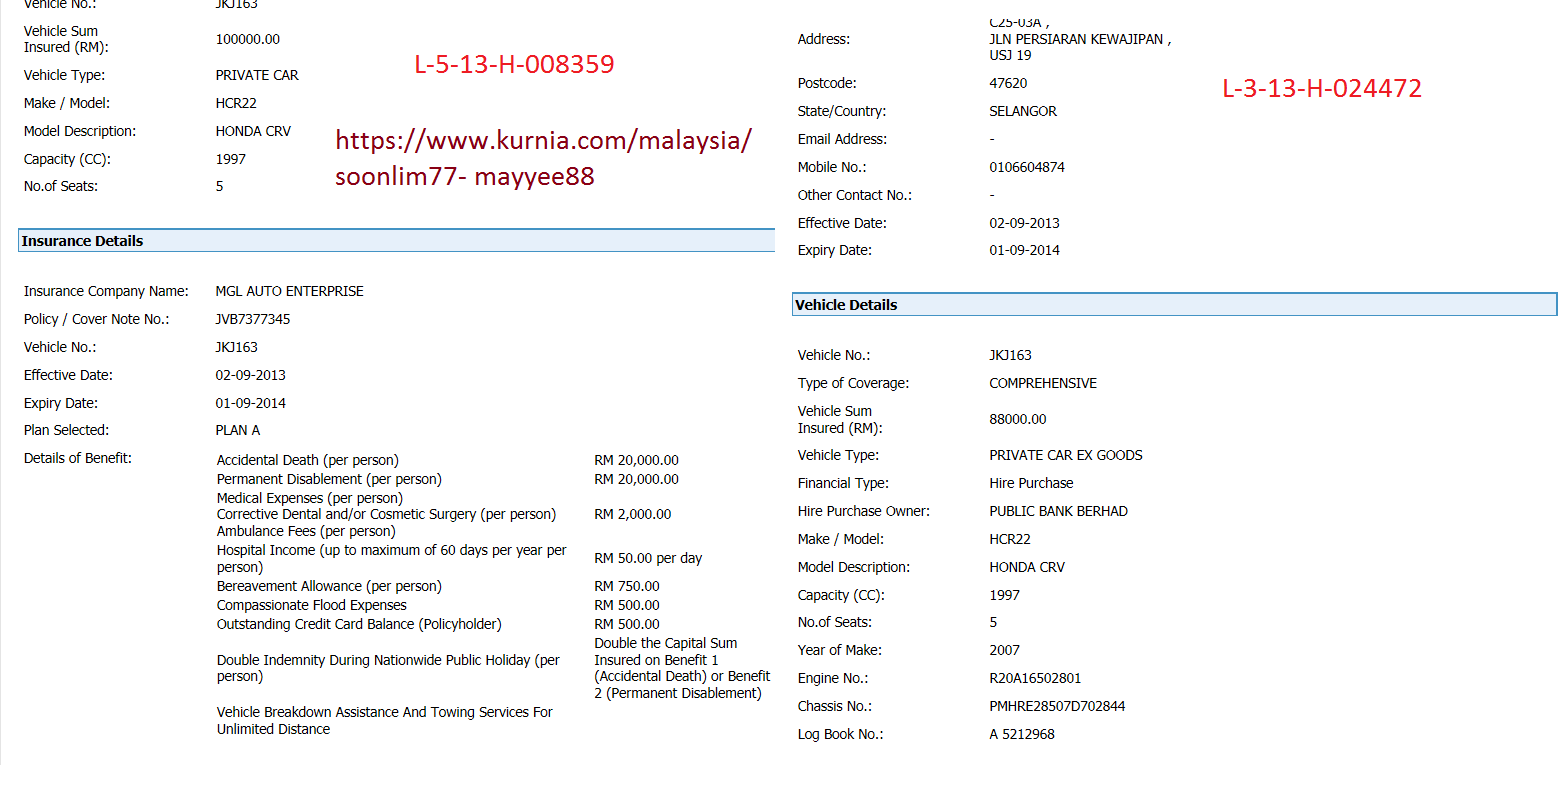 Vehicle No.: JKJ163
Vehicle Sum
Insured (RM): 100000.00
Vehicle Type: PRIVATE CAR
Make / Model: HCR22
Model Description: HONDA CRV
Capacity (CC): 1997
No.of Seats: 5
L-5-13-H-008359
https://www.kurnia.com/malaysia/
soonlim77- mayyee88
Insurance Details
Insurance Company Name: MGL AUTO ENTERPRISE
Policy / Cover Note No.: JVB7377345
Vehicle No.: JKJ163
Effective Date: 02-09-2013
Expiry Date: 01-09-2014
Plan Selected: PLAN A
Details of Benefit:
Accidental Death (per person) RM 20,000.00
Permanent Disablement (per person) RM 20,000.00
Medical Expenses (per person)
Corrective Dental and/or Cosmetic Surgery (per person) RM 2,000.00
Ambulance Fees (per person)
Hospital Income (up to maximum of 60 days per year per
person) RM 50.00 per day
Bereavement Allowance (per person) RM 750.00
Compassionate Flood Expenses RM 500.00
Outstanding Credit Card Balance (Policyholder) RM 500.00
Double Indemnity During Nationwide Public Holiday (per
person)
Double the Capital Sum
Insured on Benefit 1
(Accidental Death) or Benefit
2 (Permanent Disablement)
Vehicle Breakdown Assistance And Towing Services For
Unlimited Distance
Address: C25-03A ,
JLN PERSIARAN KEWAJIPAN ,
USJ 19
Postcode: 47620
State/Country: SELANGOR
Email Address: -
Mobile No.: 0106604874
Other Contact No.: -
Effective Date: 02-09-2013
Expiry Date: 01-09-2014
L-3-13-H-024472
Vehicle Details
Vehicle No.: JKJ163
Type of Coverage: COMPREHENSIVE
Vehicle Sum
Insured (RM): 88000.00
Vehicle Type: PRIVATE CAR EX GOODS
Financial Type: Hire Purchase
Hire Purchase Owner: PUBLIC BANK BERHAD
Make / Model: HCR22
Model Description: HONDA CRV
Capacity (CC): 1997
No.of Seats: 5
Year of Make: 2007
Engine No.: R20A16502801
Chassis No.: PMHRE28507D702844
Log Book No.: A 5212968